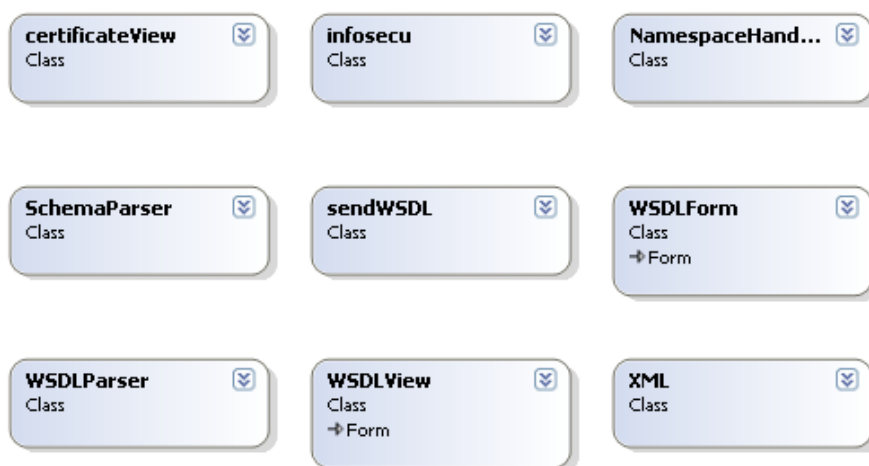 certificateView
Class
infosecu
Class
NamespaceHand...
Class
SchemaParser
Class
sendWSDL
Class
WSDLForm
Class
Form
WSDLParser
Class
WSDLView
Class
Form
XML
Class